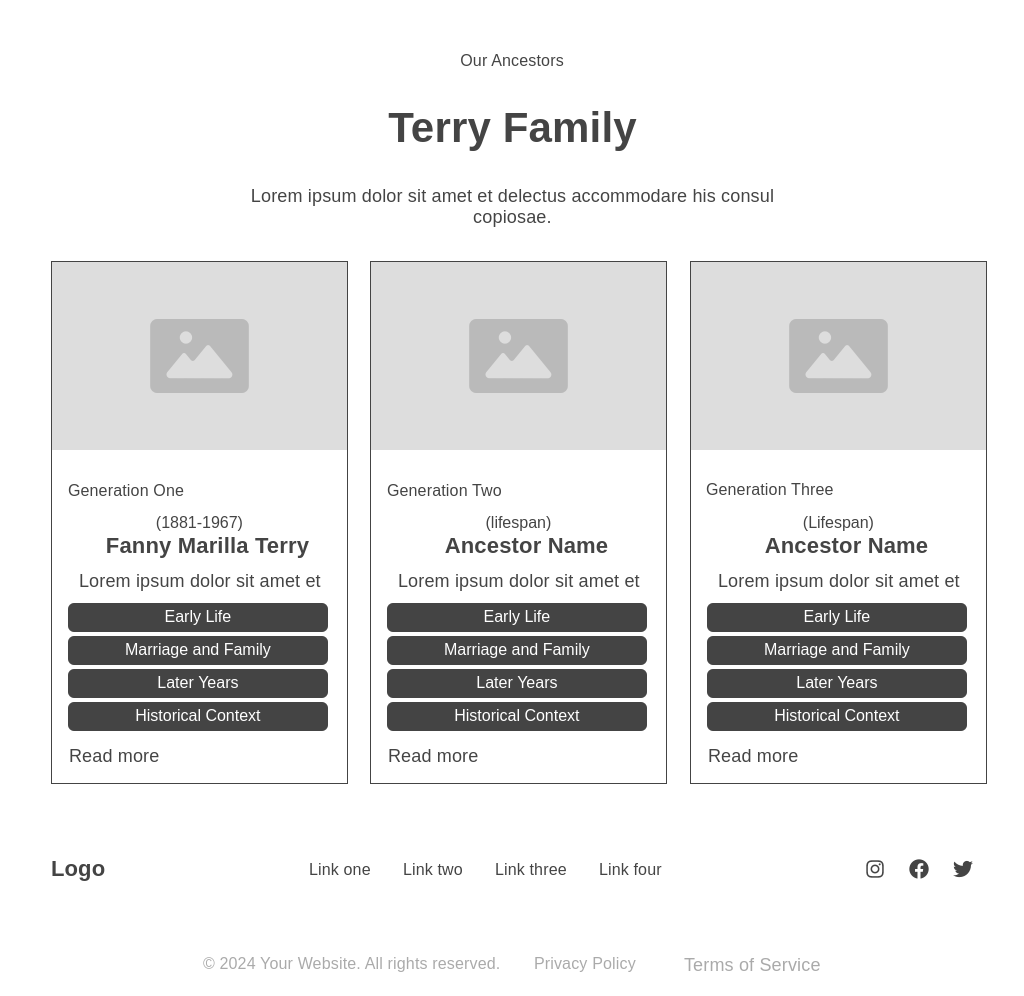 Our Ancestors
Terry Family
Lorem ipsum dolor sit amet et delectus accommodare his consul
copiosae.
Generation One
(1881-1967)
Fanny Marilla Terry
Lorem ipsum dolor sit amet et
Early Life
Marriage and Family
Later Years
Historical Context
Read more
Generation Two
(lifespan)
Ancestor Name
Lorem ipsum dolor sit amet et
Early Life
Marriage and Family
Later Years
Historical Context
Read more
Generation Three
(Lifespan)
Ancestor Name
Lorem ipsum dolor sit amet et
Early Life
Marriage and Family
Later Years
Historical Context
Read more
Logo
Link one
Link two
Link three
Link four
© 2024 Your Website. All rights reserved.
Privacy Policy
Terms of Service